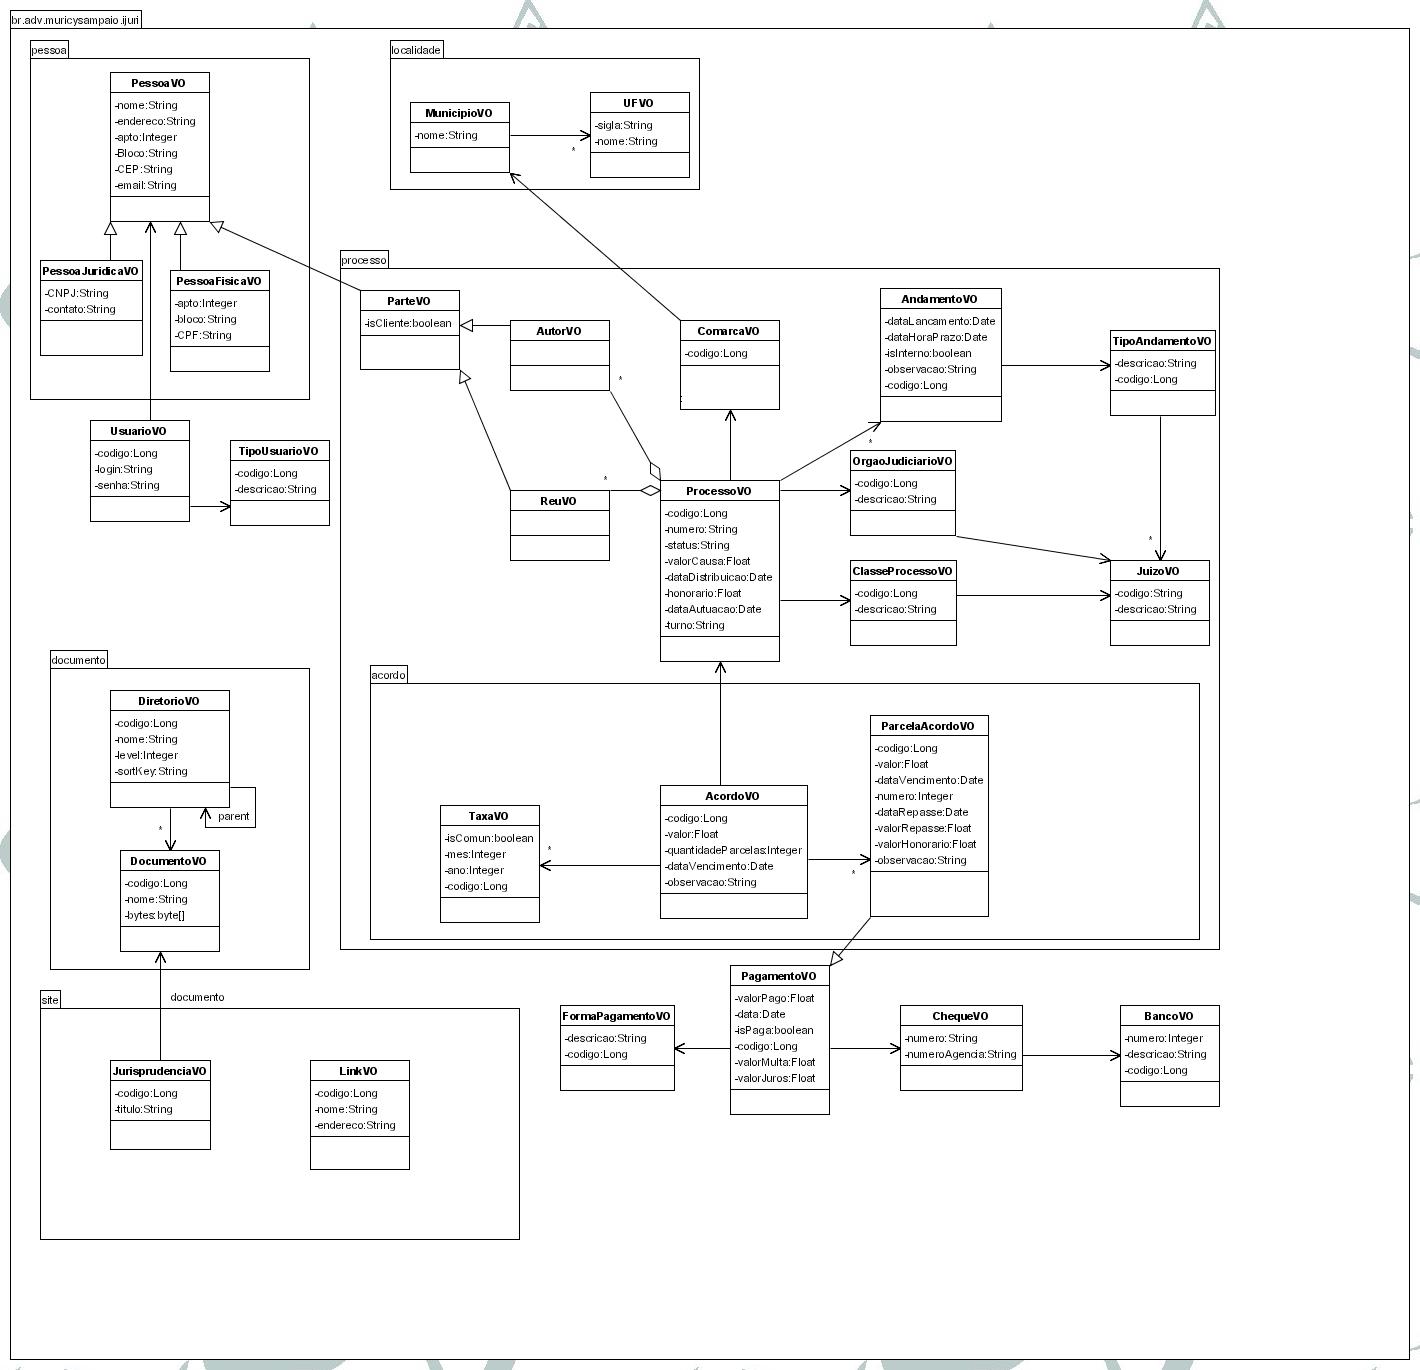 br.adv.muricysampaio.ijuri
pessoa
PessoaVO
-nome:String
-endereco:String
-apto:Integer
-Bloco:String
-CEP:String
-email:String
PessoaJuridicaVO
-CNPJ:String
-contato:String
PessoaFisicaVO
-apto:Integer
-bloco:String
-CPF:String
localidade
MunicipioVO
-nome:String
*
UFVO
-sigla:String
-nome:String
UsuarioVO
-codigo:Long
-login:String
-senha:String
TipoUsuarioVO
-codigo:Long
-descricao:String
processo
ParteVO
-isCliente:boolean
AutorVO
*
ReuVO
*
ComarcaVO
-codigo:Long
:
AndamentoVO
-dataLancamento:Date
-dataHoraPrazo:Date
-isInterno:boolean
-observacao:String
-codigo:Long
*
TipoAndamentoVO
-descricao:String
-codigo:Long
*
ProcessoVO
-codigo:Long
-numero:String
-status:String
-valorCausa:Float
-dataDistribuicao:Date
-honorario:Float
-dataAutuacao:Date
-turno:String
OrgaoJudiciarioVO
-codigo:Long
-descricao:String
ClasseProcessoVO
-codigo:Long
-descricao:String
JuizoVO
-codigo:String
-descricao:String
acordo
TaxaVO
-isComun:boolean
-mes:Integer
-ano:Integer
-codigo:Long
*
AcordoVO
-codigo:Long
-valor:Float
-quantidadeParcelas:Integer
-dataVencimento:Date
-observacao:String
*
ParcelaAcordoVO
-codigo:Long
-valor:Float
-dataVencimento:Date
-numero:Integer
-dataRepasse:Date
-valorRepasse:Float
-valorHonorario:Float
-observacao:String
documento
DiretorioVO
-codigo:Long
-nome:String
-level:Integer
-sortKey:String
parent
*
DocumentoVO
-codigo:Long
-nome:String
-bytes:byte[]
documento
site
JurisprudenciaVO
-codigo:Long
-titulo:String
LinkVO
-codigo:Long
-nome:String
-endereco:String
FormaPagamentoVO
-descricao:String
-codigo:Long
PagamentoVO
-valorPago:Float
-data:Date
-isPaga:boolean
-codigo:Long
-valorMulta:Float
-valorJuros:Float
ChequeVO
-numero:String
-numeroAgencia:String
BancoVO
-numero:Integer
-descricao:String
-codigo:Long